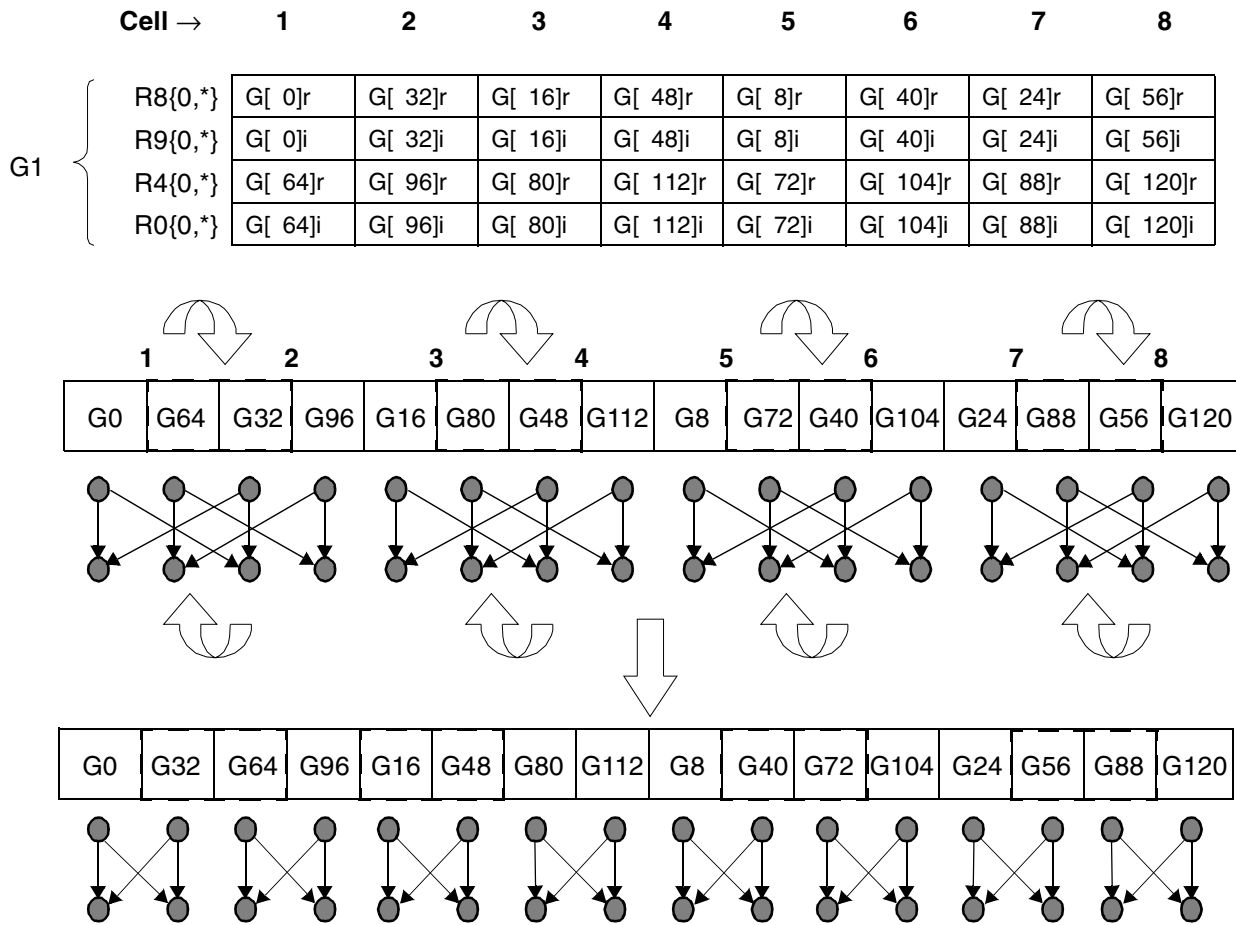 Cell → 1 2 3 4 5 6 7 8
R8{0,*} G[ 0]r G[ 32]r G[ 16]r G[ 48]r G[ 8]r G[ 40]r G[ 24]r G[ 56]r
R9{0,*} G[ 0]i G[ 32]i G[ 16]i G[ 48]i G[ 8]i G[ 40]i G[ 24]i G[ 56]i
G1
R4{0,*} G[ 64]r G[ 96]r G[ 80]r G[ 112]r G[ 72]r G[ 104]r G[ 88]r G[ 120]r
R0{0,*} G[ 64]i G[ 96]i G[ 80]i G[ 112]i G[ 72]i G[ 104]i G[ 88]i G[ 120]i
1 2 3 4 5 6 7 8
G0 G64 G32 G96 G16 G80 G48 G112 G8 G72 G40 G104 G24 G88 G56 G120
G0 G32 G64 G96 G16 G48 G80 G112 G8 G40 G72 G104 G24 G56 G88 G120